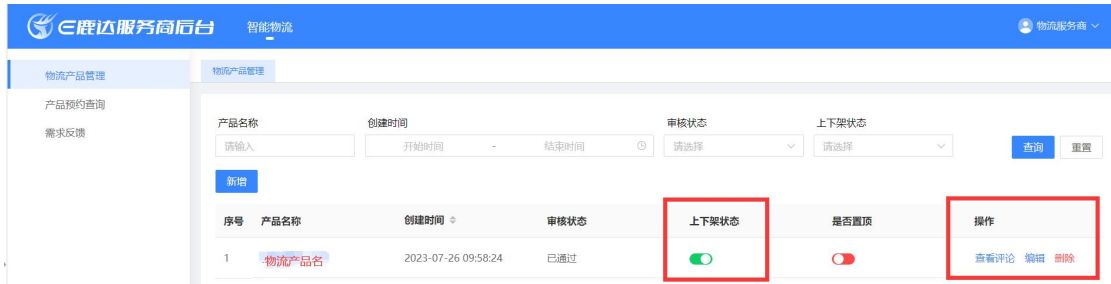 E鹿达服务商后台 智能物流 物流服务商
物流产品管理 物流产品管理
产品预约查询
需求反馈
产品名称 创建时间 审核状态 上下架状态
请输入 开始时间 - 结束时间 请选择 请选择 查询 重置
新增
序号 产品名称 创建时间 审核状态 上下架状态 是否置顶 操作
1 物流产品名 2023-07-26 09:58:24 已通过 查看评论 编辑 删除